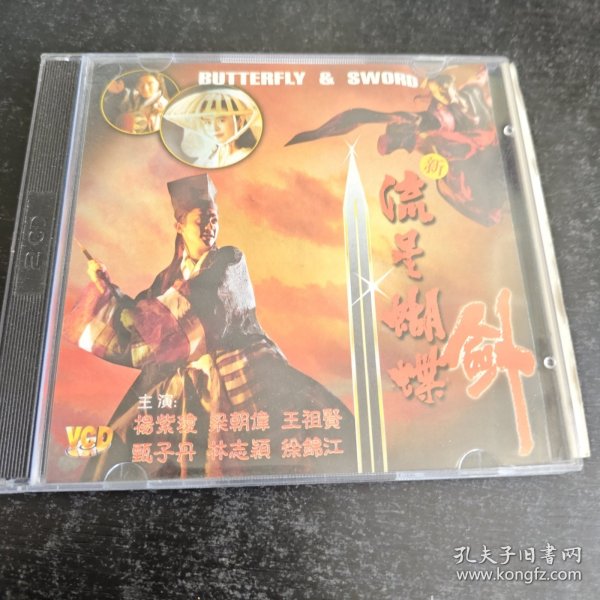 BUTTERFLY & SWORD
新
流星蝴蝶
劍
主演:
楊紫瓊 梁朝偉 王祖賢
甄子丹 林志穎 徐錦江
VCD
孔夫子旧书网
www.kongfz.com